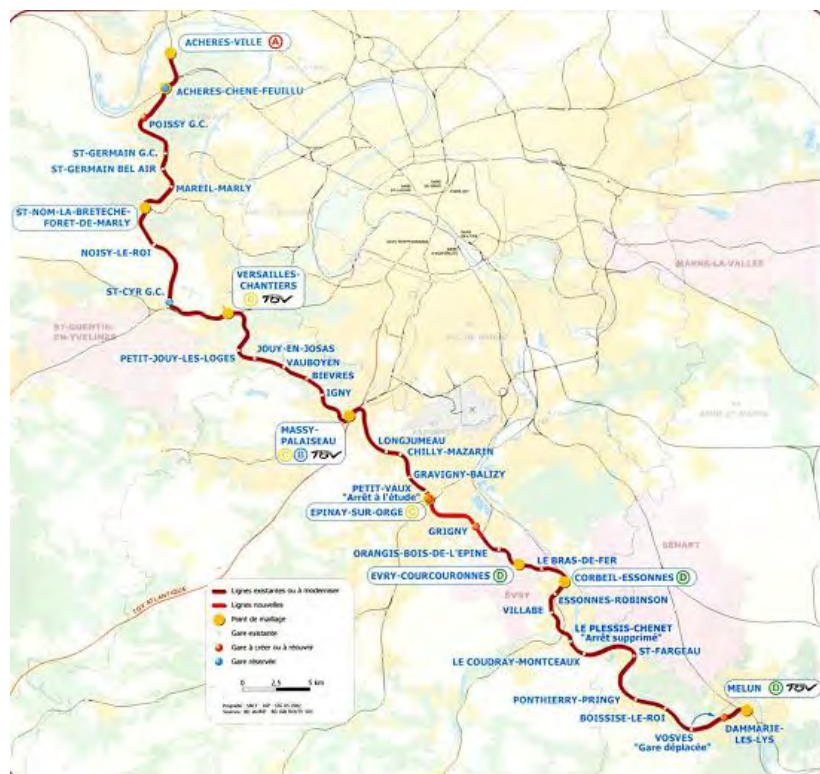 ACHERES-VILLE A
ACHERES-CHENE-FEUILLU
POISSY G.C.
ST-GERMAIN G.C.
ST-GERMAIN BEL AIR
MAREIL-MARLY
ST-NOM-LA-BRETECHE-
FORET-DE-MARLY
NOISY-LE-ROI
MARNE-LA-VALLEE
VERSAILLES-
CHANTIERS
C TGV
ST-CYR G.C.
ST-QUENTIN-
EN-YVELINES
PETIT-JOUY-LES-LOGES
JOUY-EN-JOSAS
VAUBOYEN
BIEVRES
IGNY
MASSY-
PALAISEAU
C B TGV
LONGJUMEAU
CHILLY-MAZARIN
GRAVIGNY-BALIZY
PETIT-VAUX
"Arrêt à l'étude"
EPINAY-SUR-ORGE C
GRIGNY
ORANGIS-BOIS-DE-L'EPINE
SENART
LE BRAS-DE-FER
EVRY-COURCOURONNES D
CORBEIL-ESSONNES D
EVRY
ESSONNES-ROBINSON
VILLABE
LE PLESSIS-CHENET
"Arrêt supprimé"
ST-FARGEAU
LE COUDRAY-MONTCEAUX
TGV ATLANTIQUE
MELUN D TGV
PONTHIERRY-PRINGY
BOISSISE-LE-ROI
VOSVES
"Gare déplacée"
DAMMARIE-
LES-LYS
Lignes existantes ou à moderniser
Lignes nouvelles
Point de maillage
Gare existante
Gare à créer ou à réouvrir
Gare réservée
0 2,5 5 km